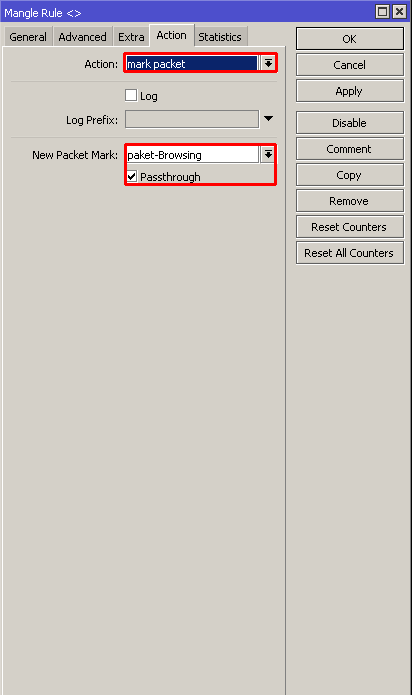 Mangle Rule <>
General Advanced Extra Action Statistics
Action: mark packet
Log
Log Prefix:
New Packet Mark: paket-Browsing
Passthrough
OK
Cancel
Apply
Disable
Comment
Copy
Remove
Reset Counters
Reset All Counters